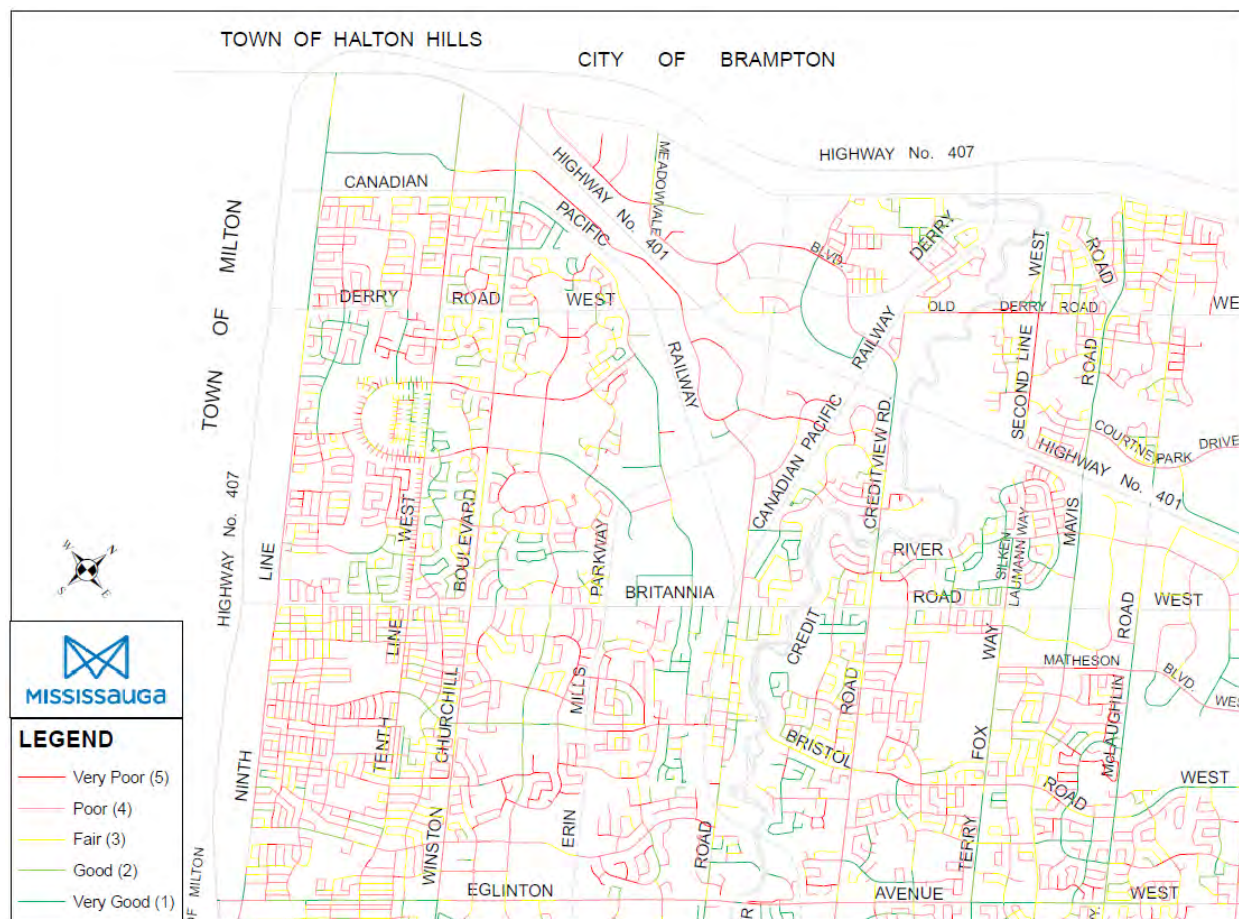 TOWN OF HALTON HILLS
CITY OF BRAMPTON
HIGHWAY No. 407
HIGHWAY No. 401
MEADOWVALE
BLVD.
CANADIAN
PACIFIC
RAILWAY
TOWN OF MILTON
DERRY ROAD WEST
DERRY
WEST
ROAD
OLD DERRY ROAD
WE
RAILWAY
CANADIAN PACIFIC
CREDITVIEW RD.
SECOND LINE
ROAD
COURTNEYPARK DRIVE
HIGHWAY No. 401
HIGHWAY No. 407
LINE
WEST
BOULEVARD
PARKWAY
BRITANNIA
RIVER
ROAD
SILKEN
LAUMANN WAY
MAVIS
WEST
W
N
S
E
MISSISSAUGA
LINE
CHURCHILL
MILLS
CREDIT
ROAD
WAY
MATHESON
BLVD.
WES
ROAD
McLAUGHLIN
NINTH
TENTH
WINSTON
ERIN
ROAD
BRISTOL
ROAD
WEST
FOX
TERRY
EGLINTON
AVENUE
WEST
OF MILTON
R
Y.
LEGEND
Very Poor (5)
Poor (4)
Fair (3)
Good (2)
Very Good (1)